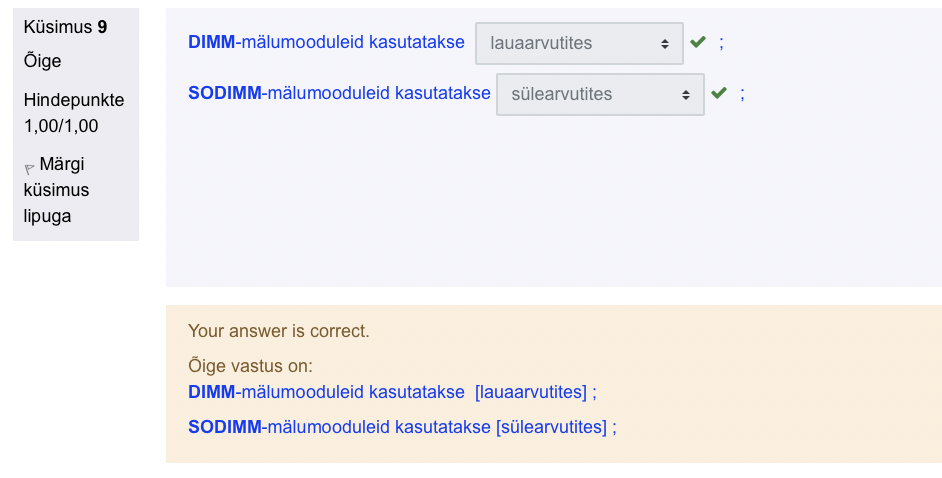 Küsimus 9
Õige
Hindepunkte
1,00/1,00
Märgi
küsimus
lipuga
DIMM-mälumooduleid kasutatakse lauaarvutites ;
SODIMM-mälumooduleid kasutatakse sülearvutites ;
Your answer is correct.
Õige vastus on:
DIMM-mälumooduleid kasutatakse [lauaarvutites] ;
SODIMM-mälumooduleid kasutatakse [sülearvutites] ;